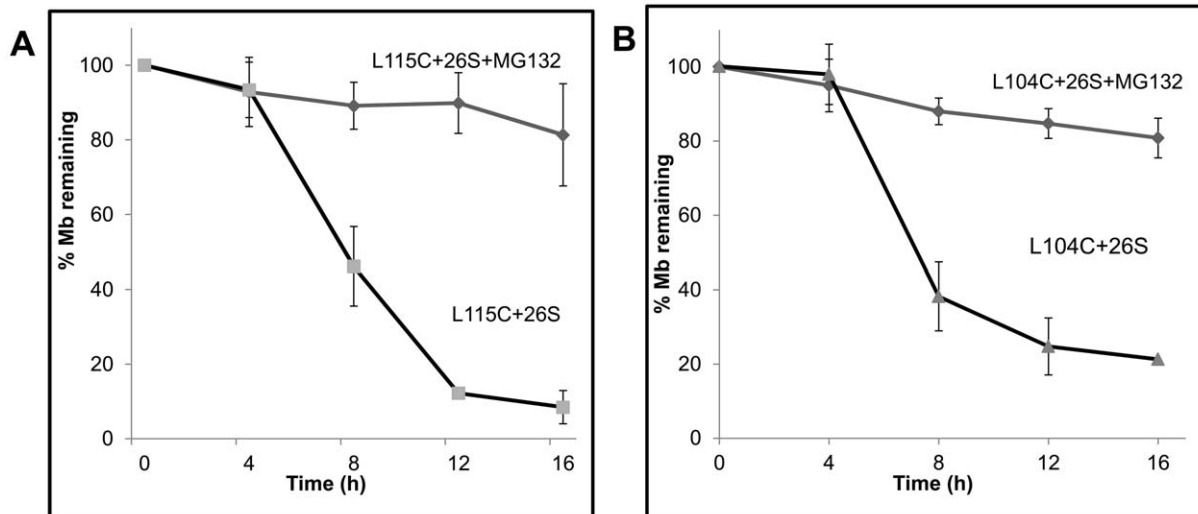 A
% Mb remaining
100
80
60
40
20
0
0 4 8 12 16
Time (h)
L115C+26S+MG132
L115C+26S
B
% Mb remaining
100
80
60
40
20
0
0 4 8 12 16
Time (h)
L104C+26S+MG132
L104C+26S